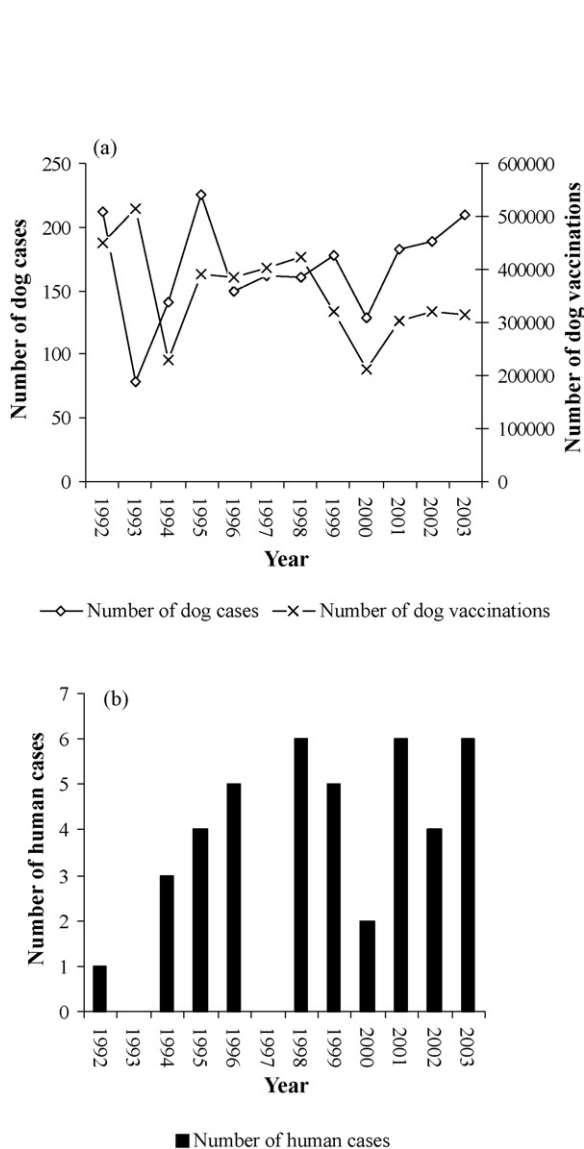 (a)
250
200
150
100
50
0
Number of dog cases
600000
500000
400000
300000
200000
100000
0
Number of dog vaccinations
1992 1993 1994 1995 1996 1997 1998 1999 2000 2001 2002 2003
Year
Number of dog cases Number of dog vaccinations
(b)
7
6
5
4
3
2
1
0
Number of human cases
1992 1993 1994 1995 1996 1997 1998 1999 2000 2001 2002 2003
Year
Number of human cases